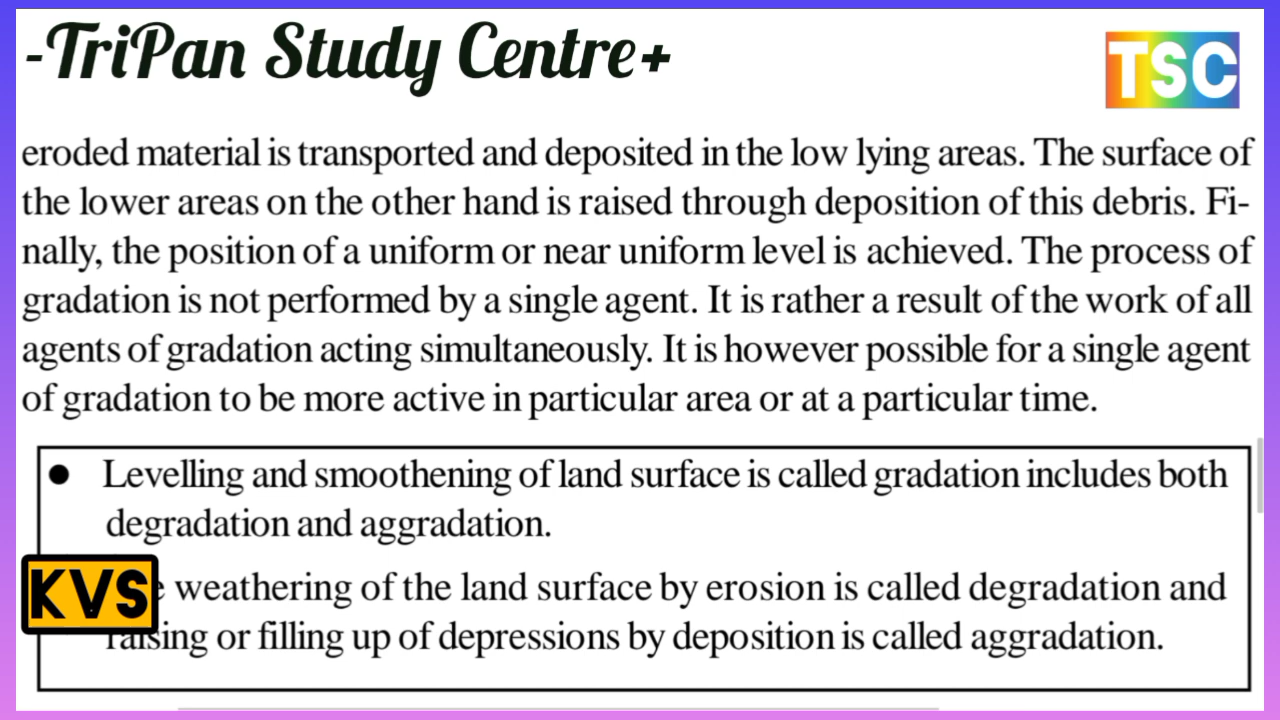 -TriPan Study Centre+
TSC
eroded material is transported and deposited in the low lying areas. The surface of
the lower areas on the other hand is raised through deposition of this debris. Fi-
nally, the position of a uniform or near uniform level is achieved. The process of
gradation is not performed by a single agent. It is rather a result of the work of all
agents of gradation acting simultaneously. It is however possible for a single agent
of gradation to be more active in particular area or at a particular time.
● Levelling and smoothening of land surface is called gradation includes both
degradation and aggradation.
KVS
weathering of the land surface by erosion is called degradation and
raising or filling up of depressions by deposition is called aggradation.